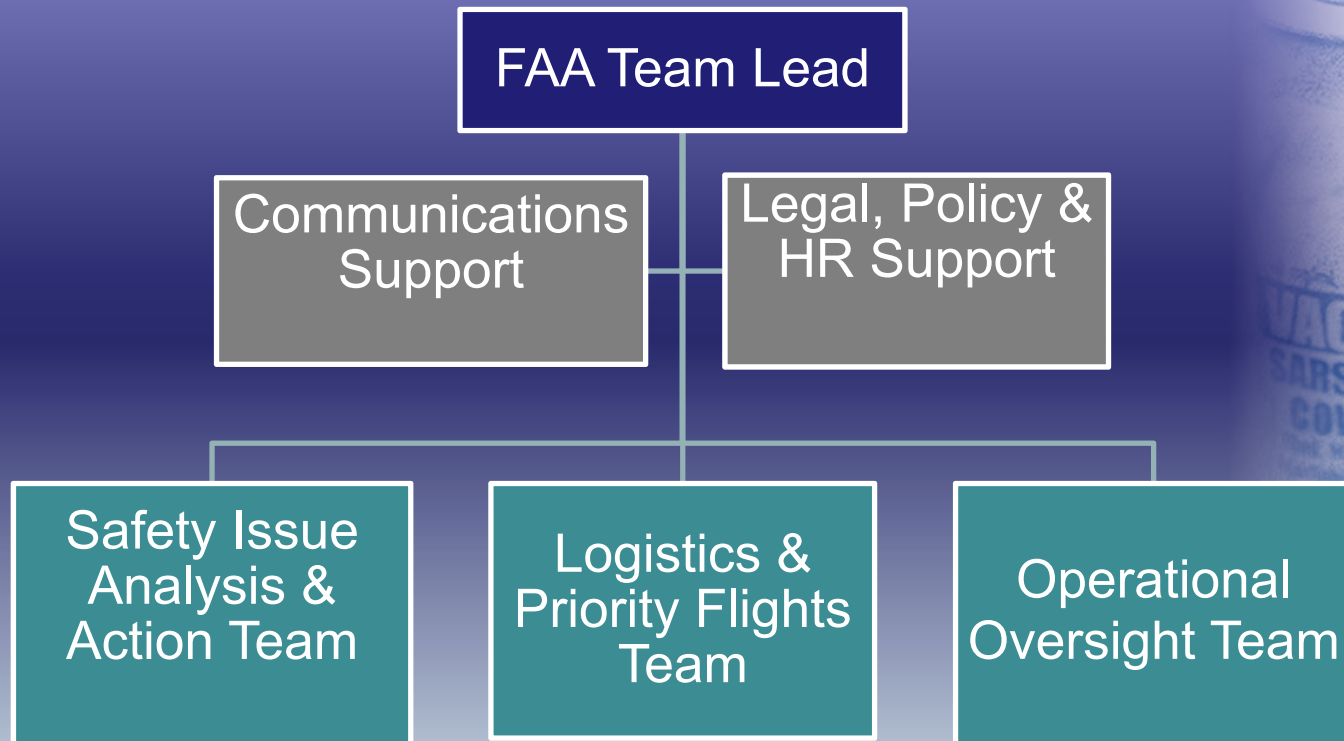 FAA Team Lead
Communications
Support
Legal, Policy &
HR Support
Safety Issue
Analysis &
Action Team
Logistics &
Priority Flights
Team
Operational
Oversight Team